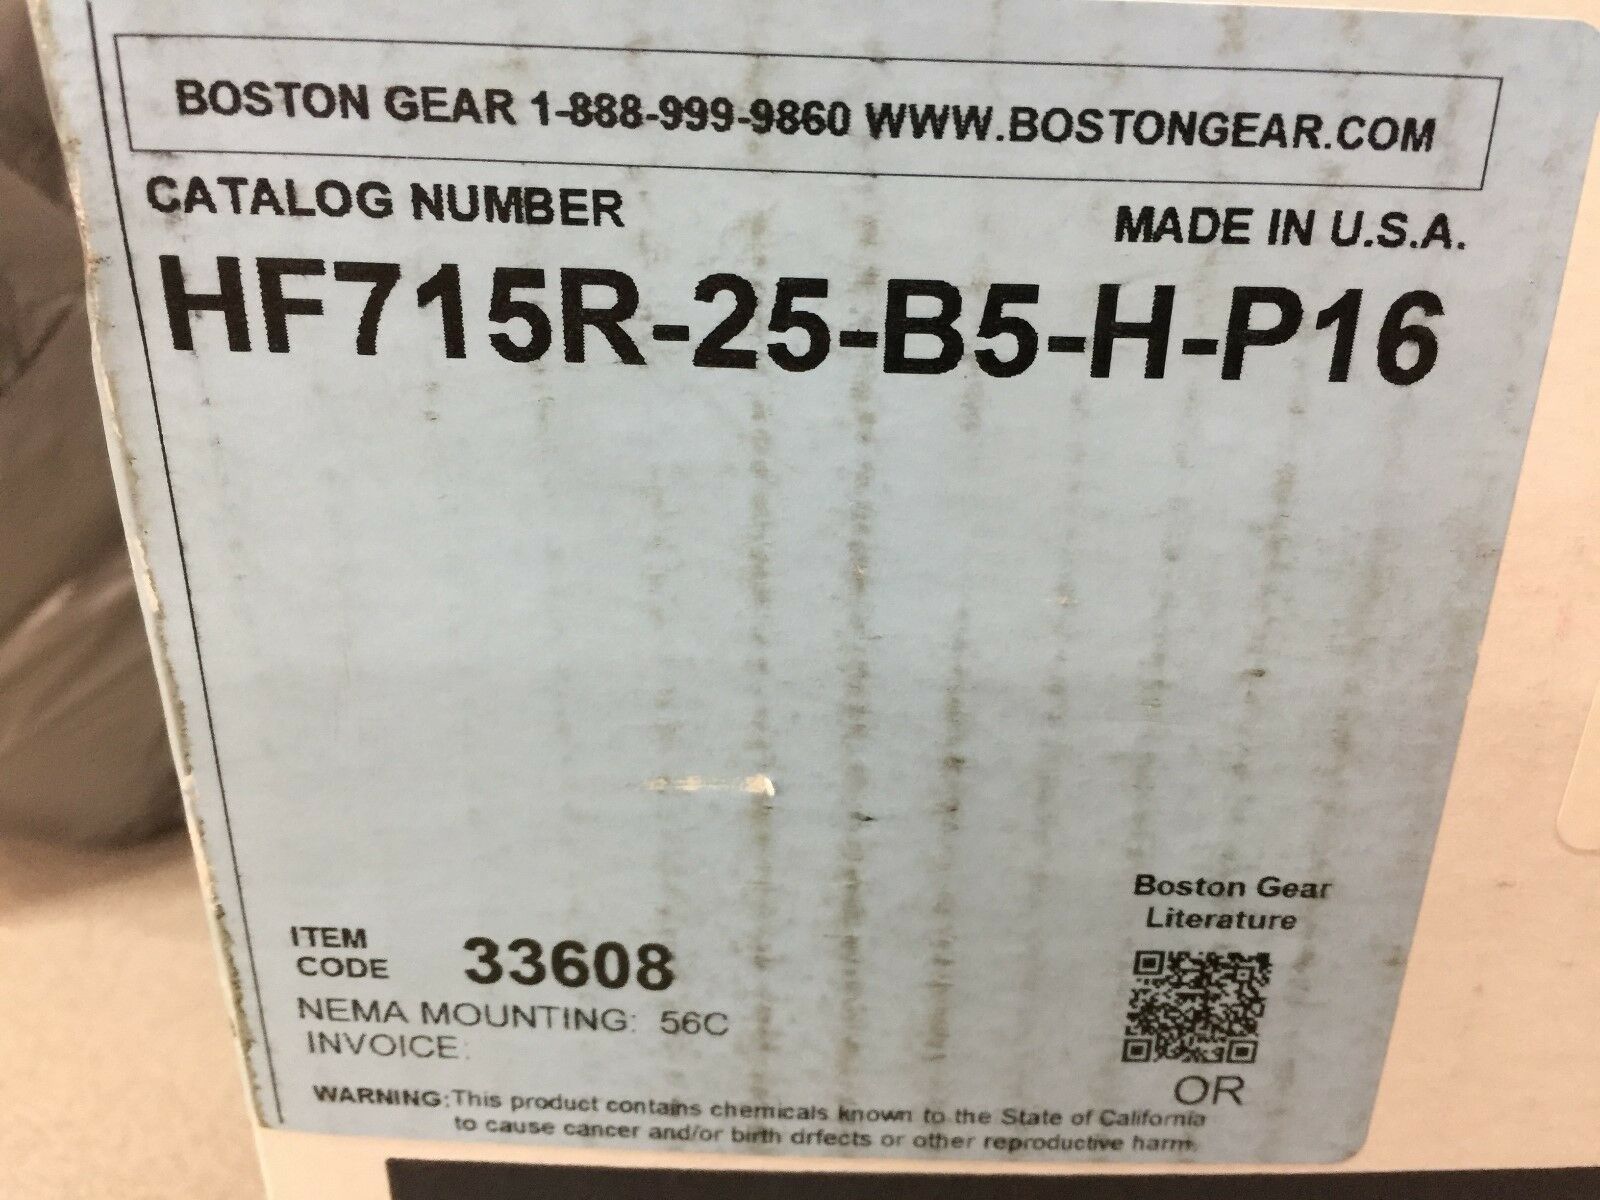 BOSTON GEAR 1-888-999-9860 WWW.BOSTONGEAR.COM
CATALOG NUMBER
MADE IN U.S.A.
HF715R-25-B5-H-P16
Boston Gear
Literature
ITEM
CODE 33608
NEMA MOUNTING: 56C
INVOICE:
OR
WARNING: This product contains chemicals known to the State of California
to cause cancer and/or birth drfects or other reproductive harm.